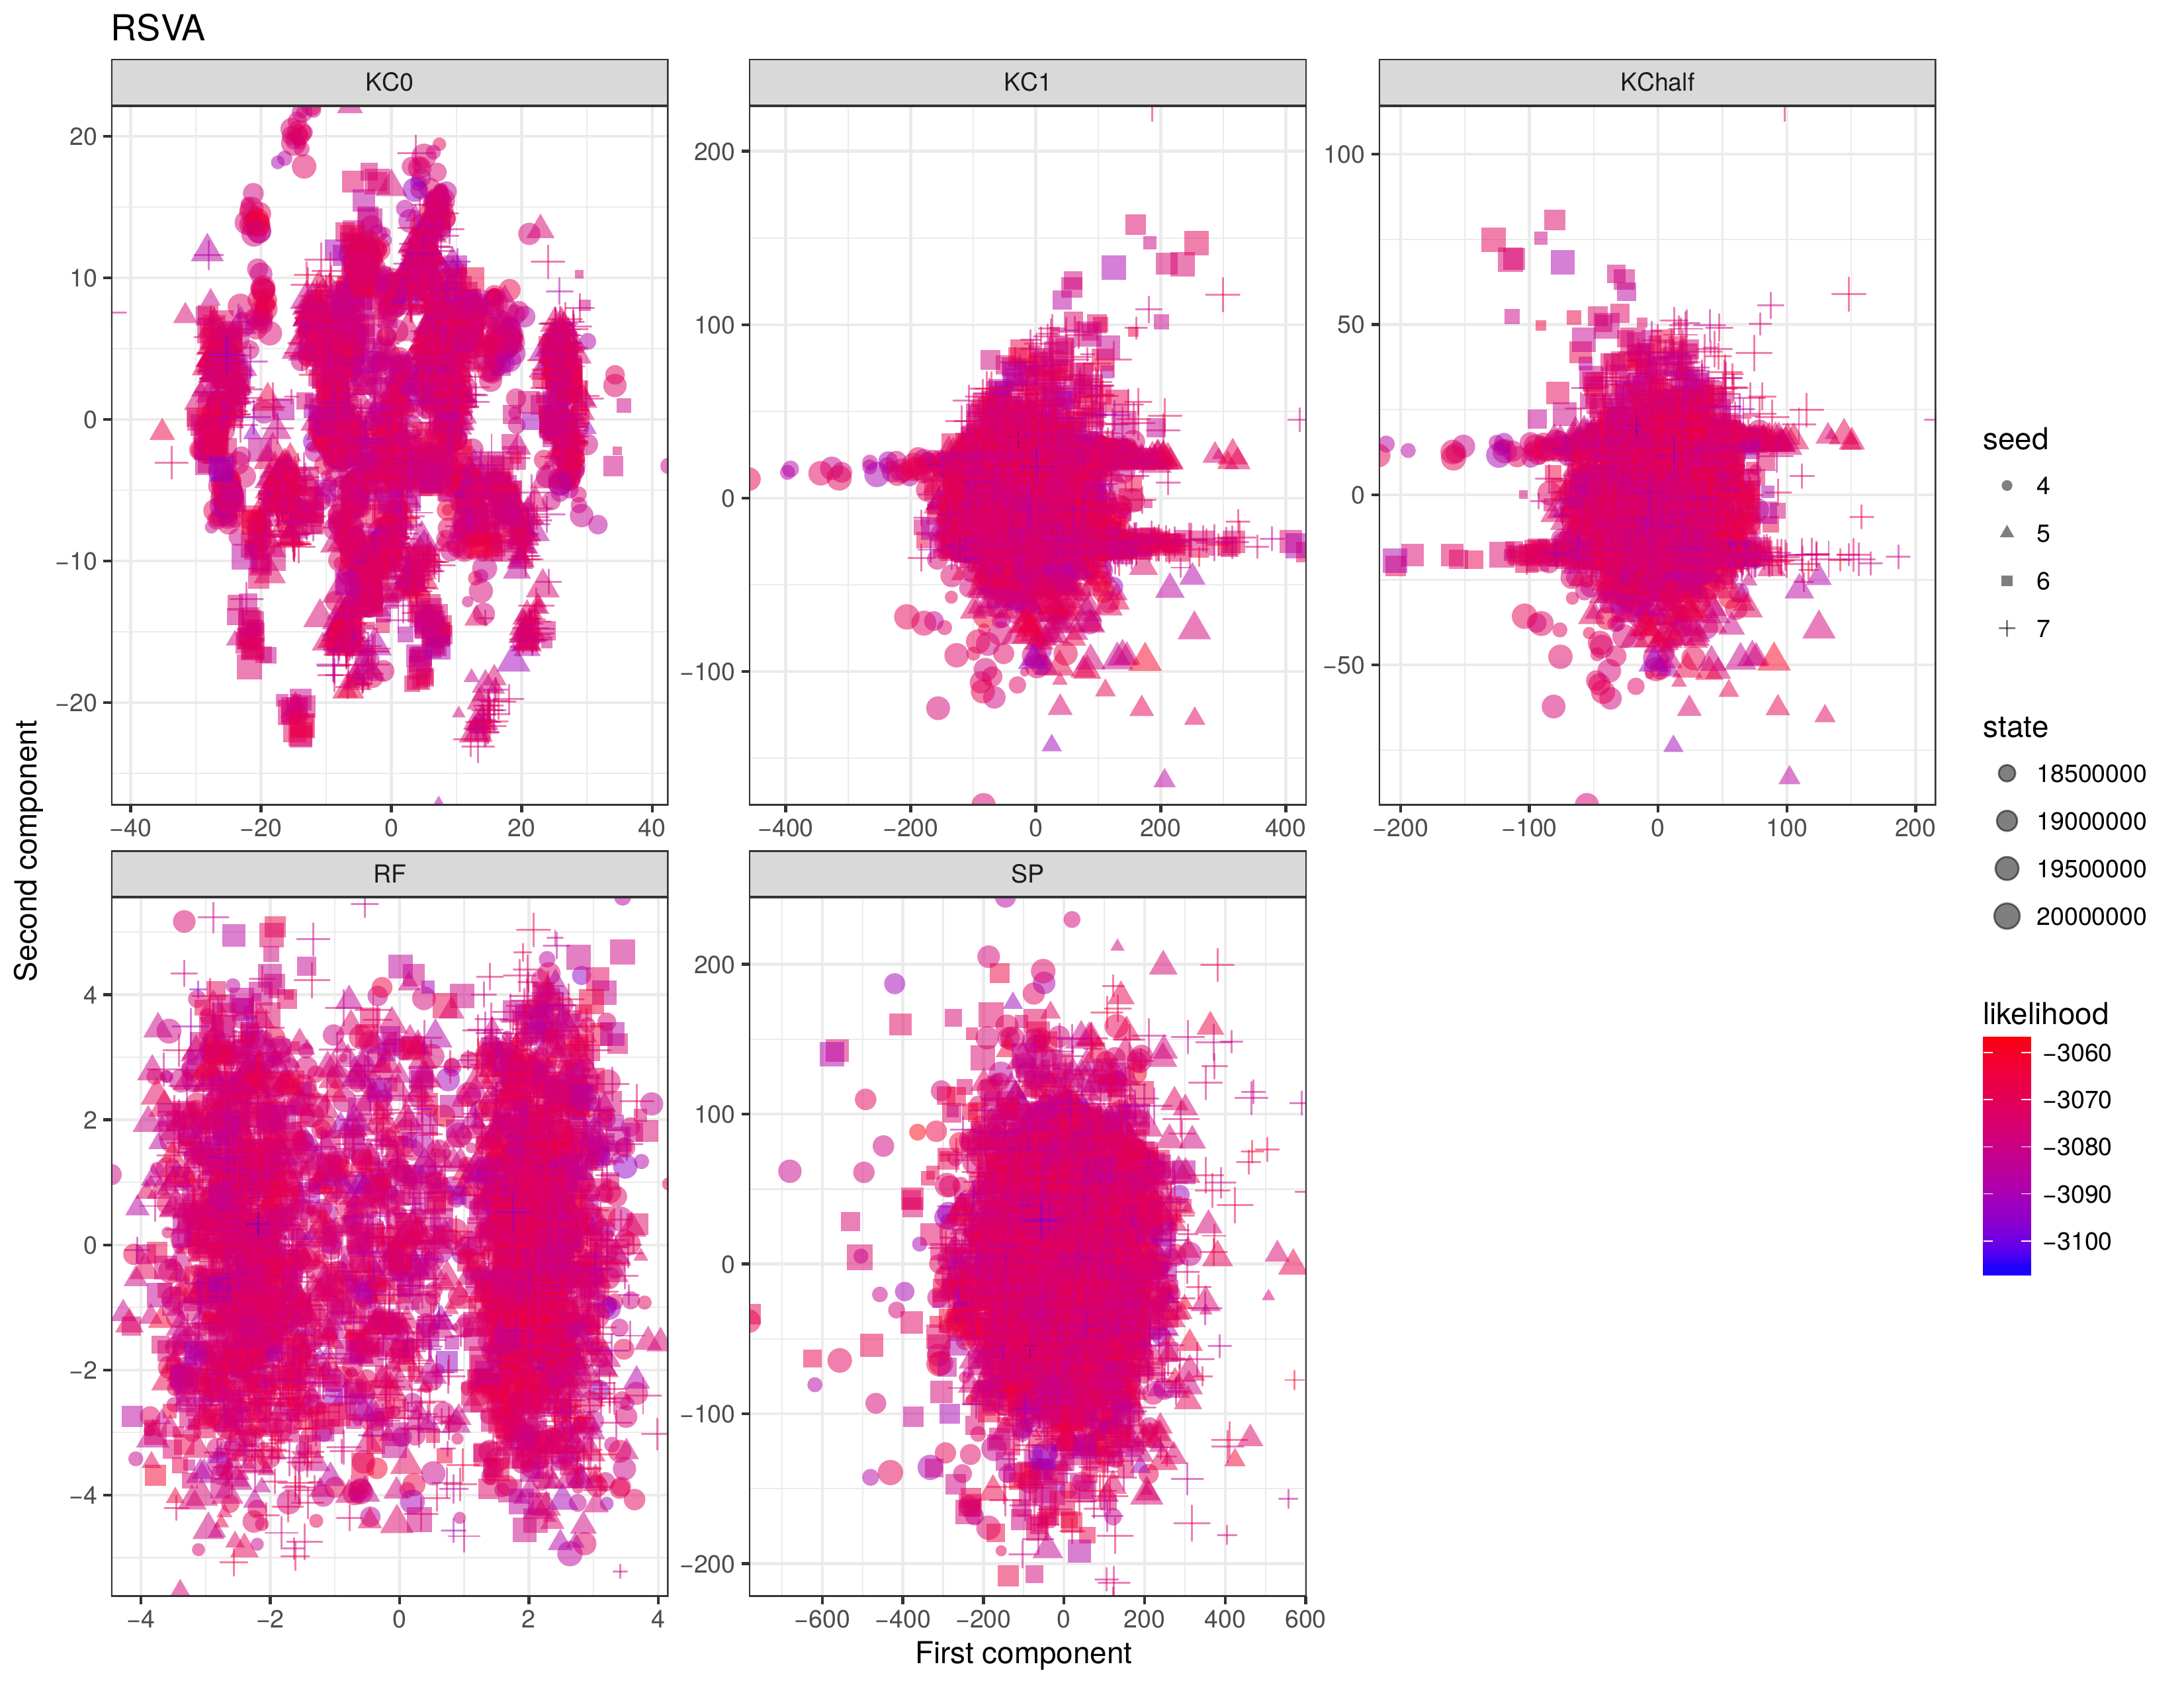 RSVA
KC0
KC1
KChalf
20
10
0
−10
−20
−40 −20 0 20 40
200
100
0
−100
−400 −200 0 200 400
100
50
0
−50
−200 −100 0 100 200
RF
SP
4
2
0
−2
−4
−4 −2 0 2 4
200
100
0
−100
−200
−600 −400 −200 0 200 400 600
First component
Second component
seed
4
5
6
7
state
18500000
19000000
19500000
20000000
likelihood
−3060
−3070
−3080
−3090
−3100